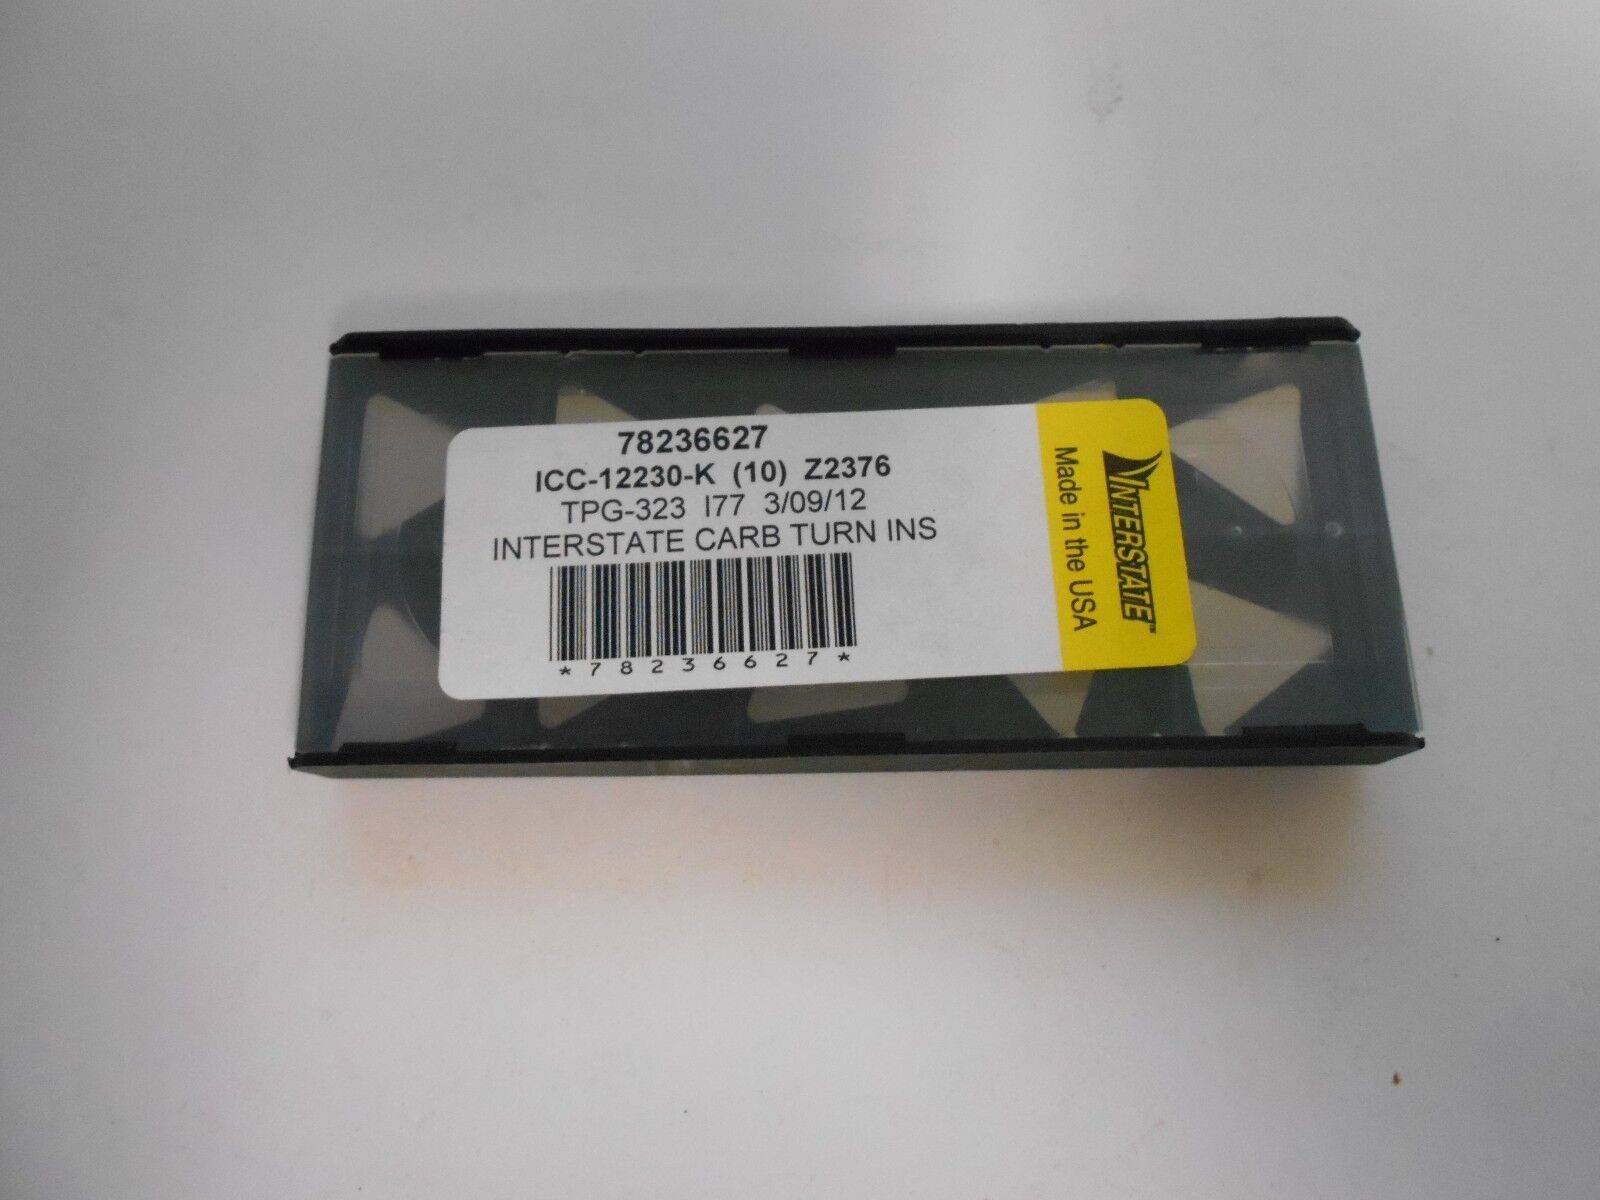 78236627
ICC-12230-K (10) Z2376
TPG-323 I77 3/09/12
INTERSTATE CARB TURN INS
*78236627*
INTERSTATE™
Made in the USA